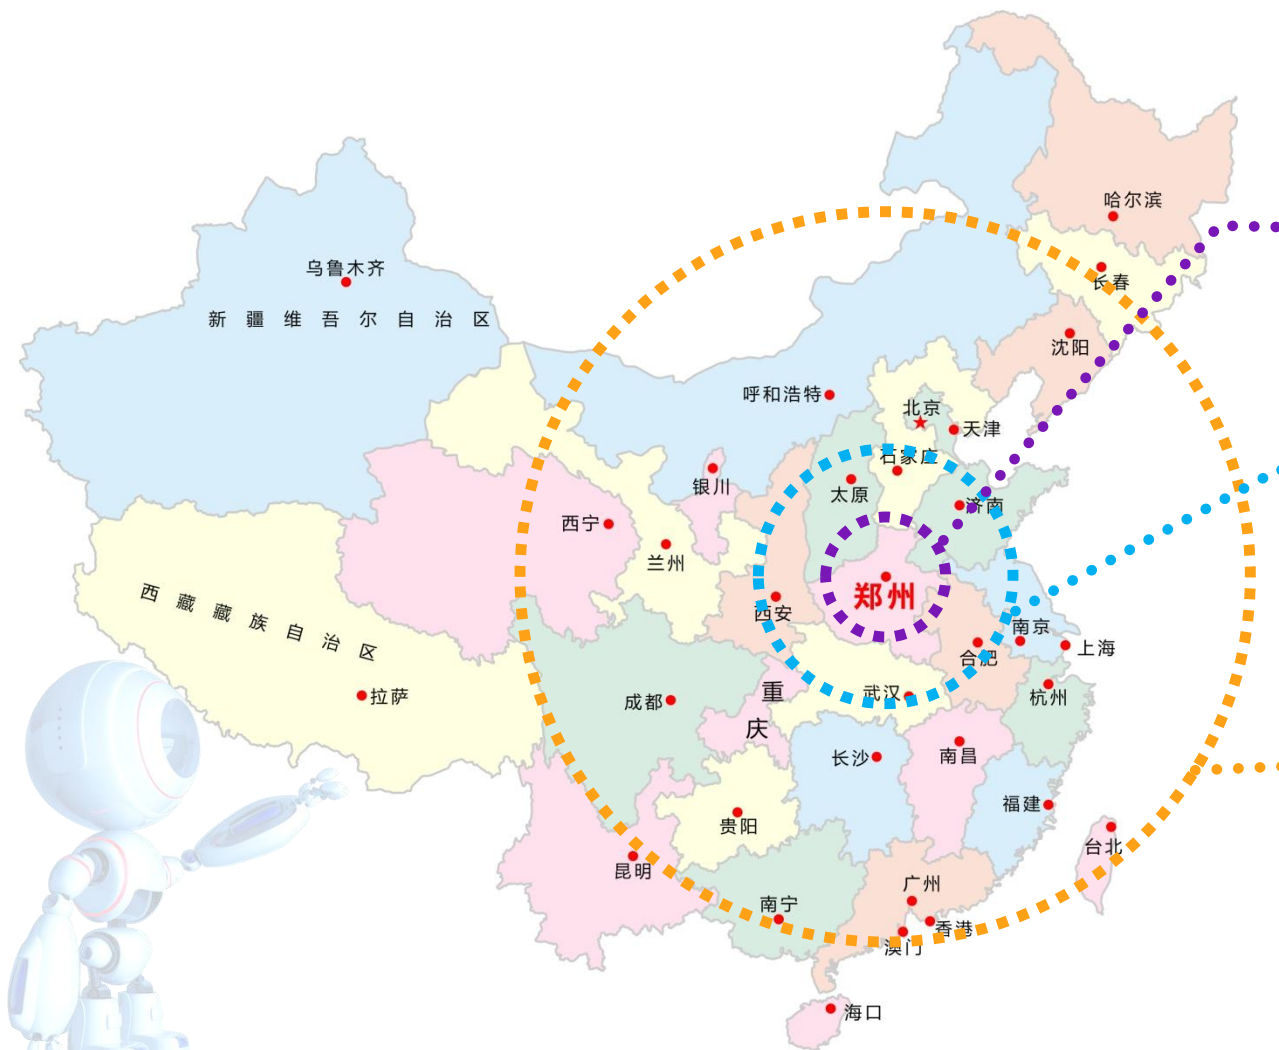 哈尔滨
乌鲁木齐
长春
新疆维吾尔自治区
沈阳
呼和浩特
北京
天津
石家庄
银川
太原
济南
西宁
兰州
郑州
西安
西藏藏族自治区
南京
上海
合肥
拉萨
成都
重庆
武汉
杭州
长沙
南昌
福建
贵阳
台北
昆明
广州
南宁
香港
澳门
海口